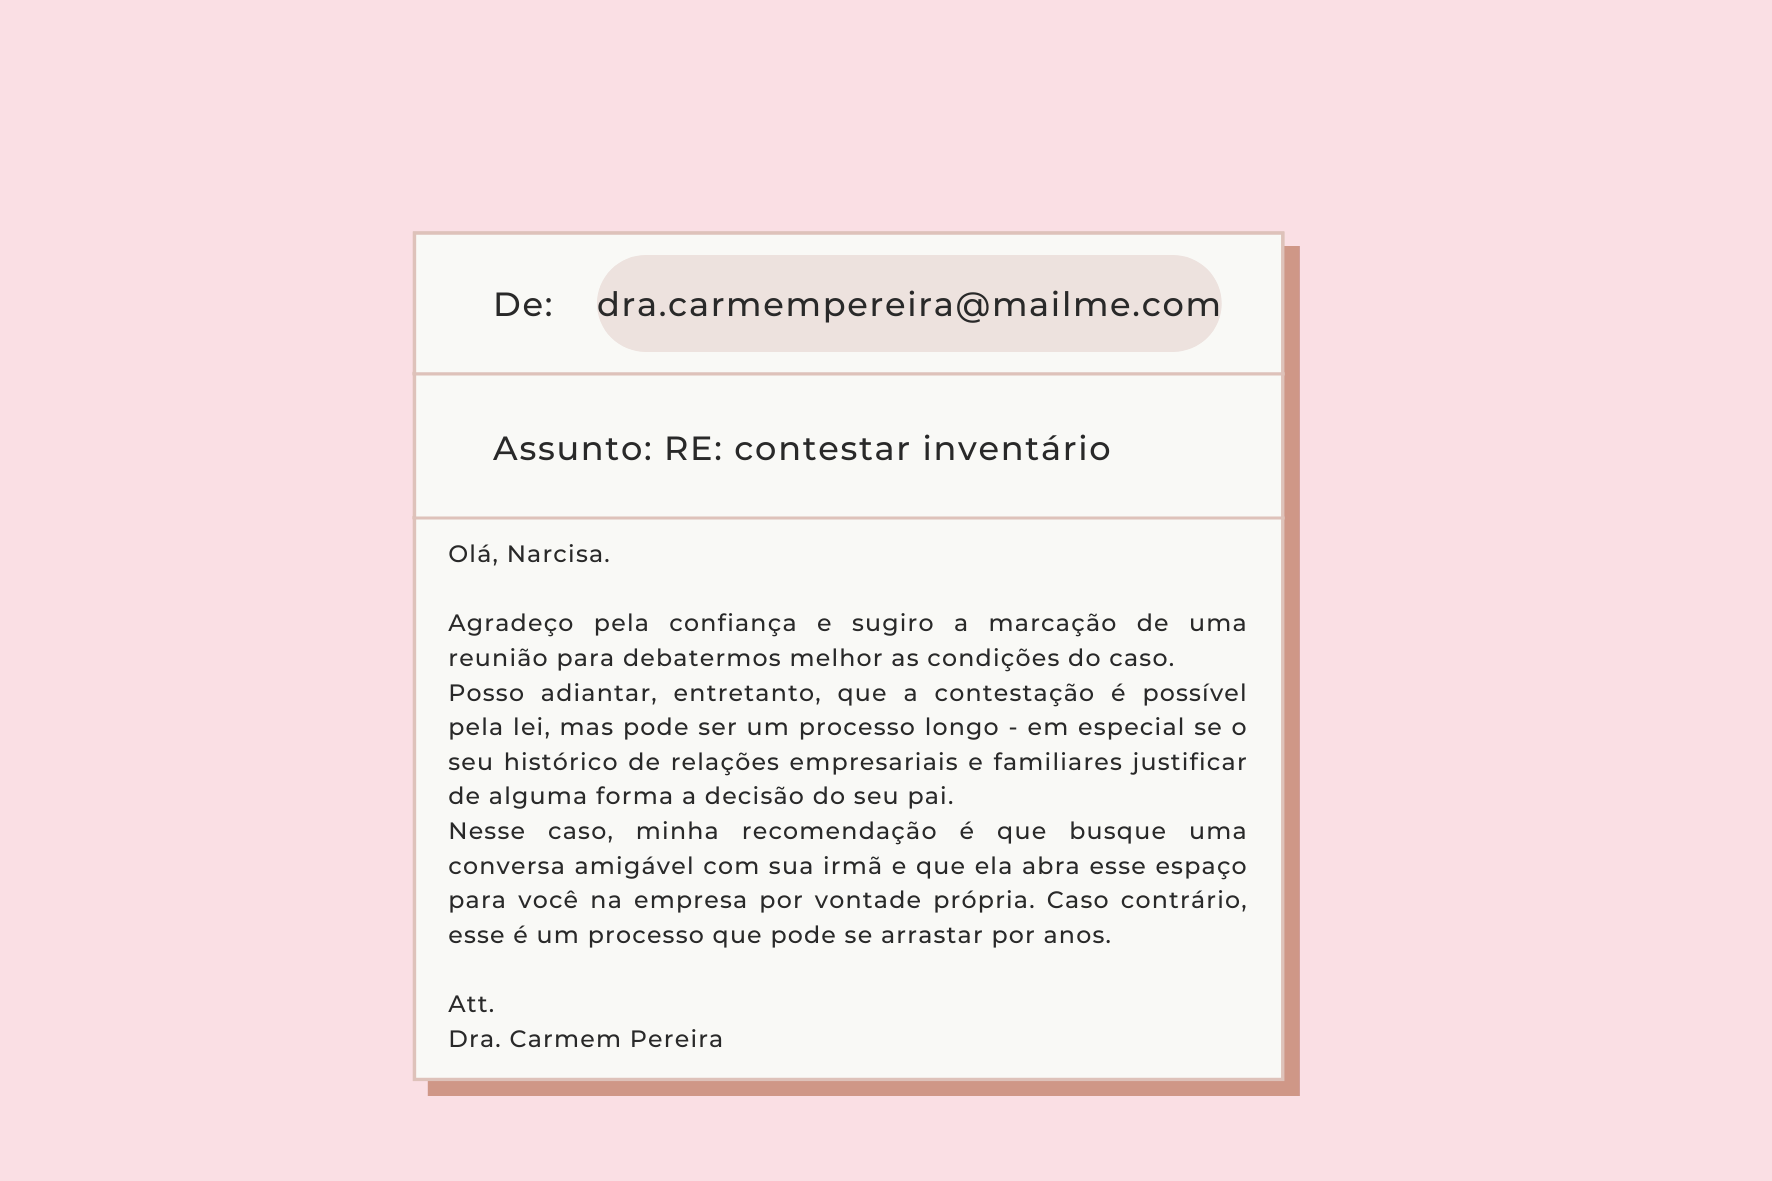 De: dra.carmempereira@mailme.com
Assunto: RE: contestar inventário
Olá, Narcisa.
Agradeço pela confiança e sugiro a marcação de uma
reunião para debatermos melhor as condições do caso.
Posso adiantar, entretanto, que a contestação é possível
pela lei, mas pode ser um processo longo - em especial se o
seu histórico de relações empresariais e familiares justificar
de alguma forma a decisão do seu pai.
Nesse caso, minha recomendação é que busque uma
conversa amigável com sua irmã e que ela abra esse espaço
para você na empresa por vontade própria. Caso contrário,
esse é um processo que pode se arrastar por anos.
Att.
Dra. Carmem Pereira